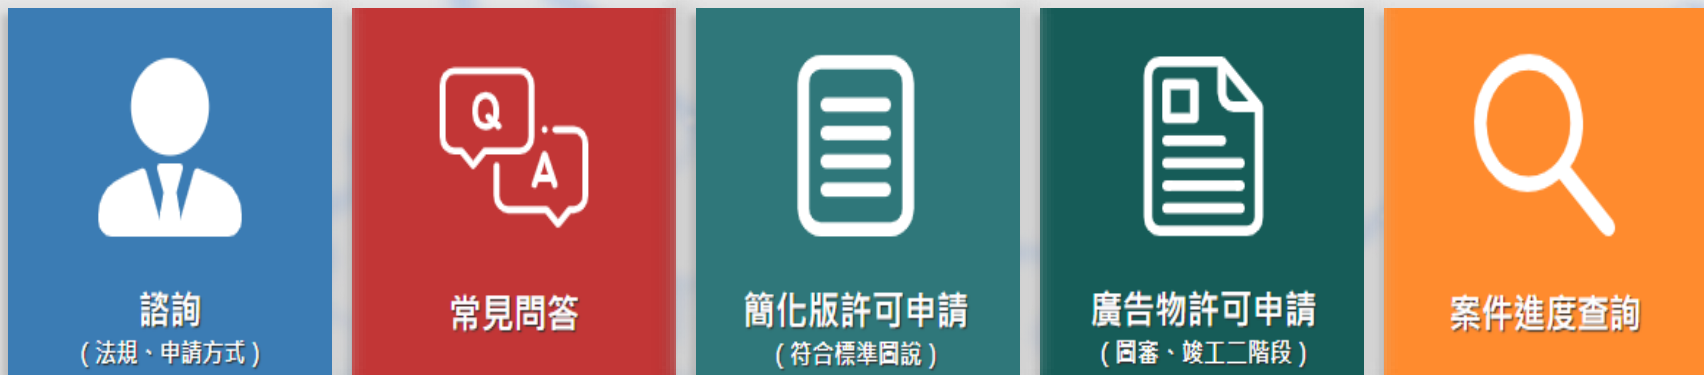 Q
A
諮詢
(法規、申請方式)
常見問答
簡化版許可申請
(符合標準圖說)
廣告物許可申請
(圖審、竣工二階段)
案件進度查詢